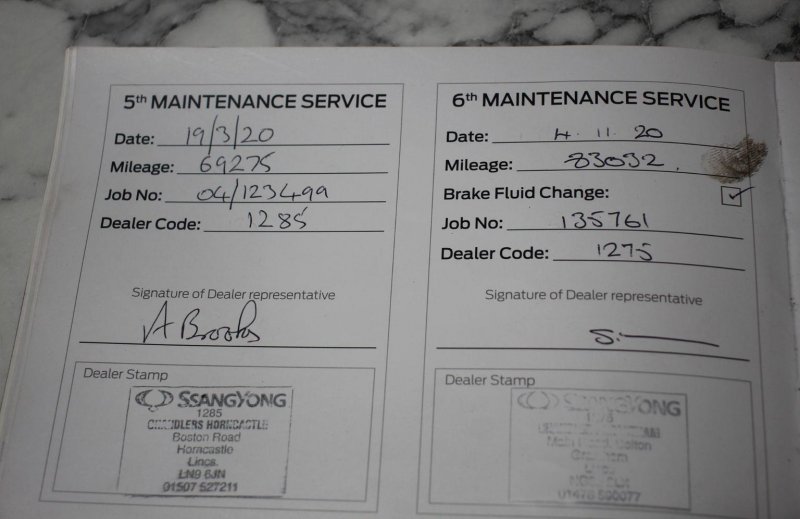 5th MAINTENANCE SERVICE
Date: 19/3/20
Mileage: 69275
Job No: 04/123499
Dealer Code: 1285
Signature of Dealer representative
A Brooks
Dealer Stamp
SSANGYONG
1285
CHANDLERS HORNCASTLE
Boston Road
Horncastle
Lincs.
LN9 6JN
01507 527211
6th MAINTENANCE SERVICE
Date: 4.11.20
Mileage: 83032.
Brake Fluid Change: ✓
Job No: 135761
Dealer Code: 1275
Signature of Dealer representative
S.
Dealer Stamp
SSANGYONG
Main Road,
Lincs